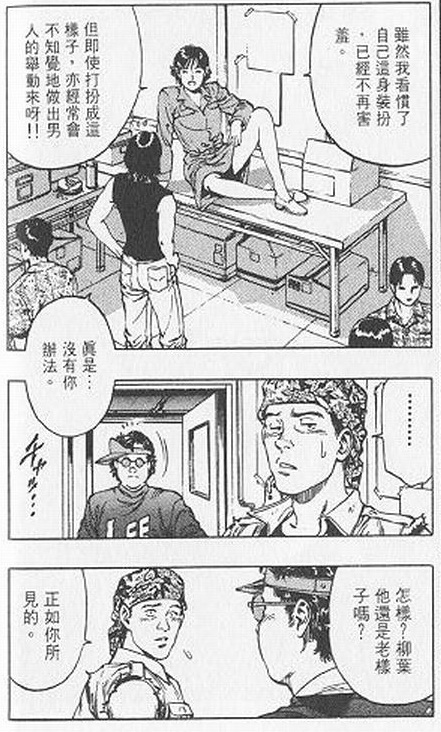 雖然我看慣了
自己這身裝扮
，已經不再害
羞。
但即使打扮成這
樣子，亦經常會
不知覺地做出男
人的舉動來呀!!
眞是…
沒有你
辦法。
………
LEE
怎樣？柳葉
他還是老樣
子嗎？
正如你所
見的。